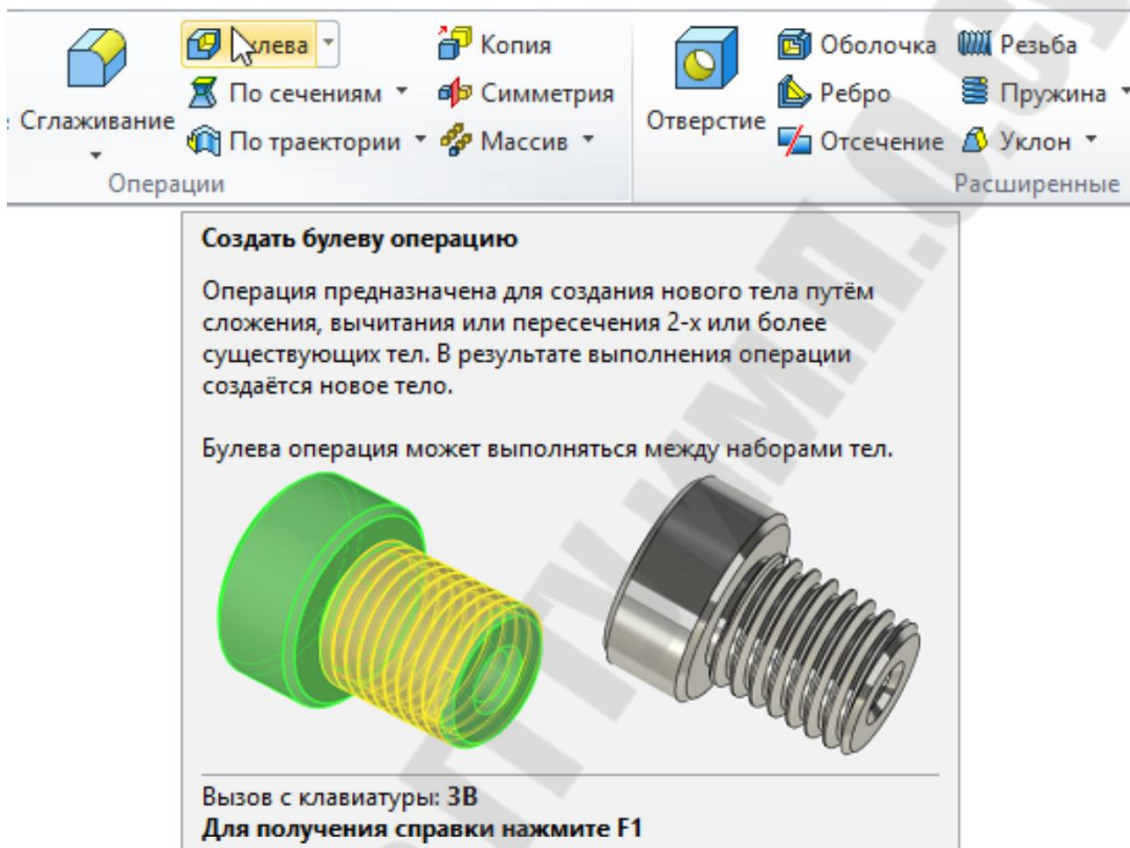 Сглаживание
По сечениям
По траектории
Копия
Симметрия
Массив
Операции
Отверстие
Оболочка
Ребро
Отсечение
Резьба
Пружина
Уклон
Расширенные
Создать булеву операцию
Операция предназначена для создания нового тела путём
сложения, вычитания или пересечения 2-х или более
существующих тел. В результате выполнения операции
создаётся новое тело.
Булева операция может выполняться между наборами тел.
Вызов с клавиатуры: 3B
Для получения справки нажмите F1